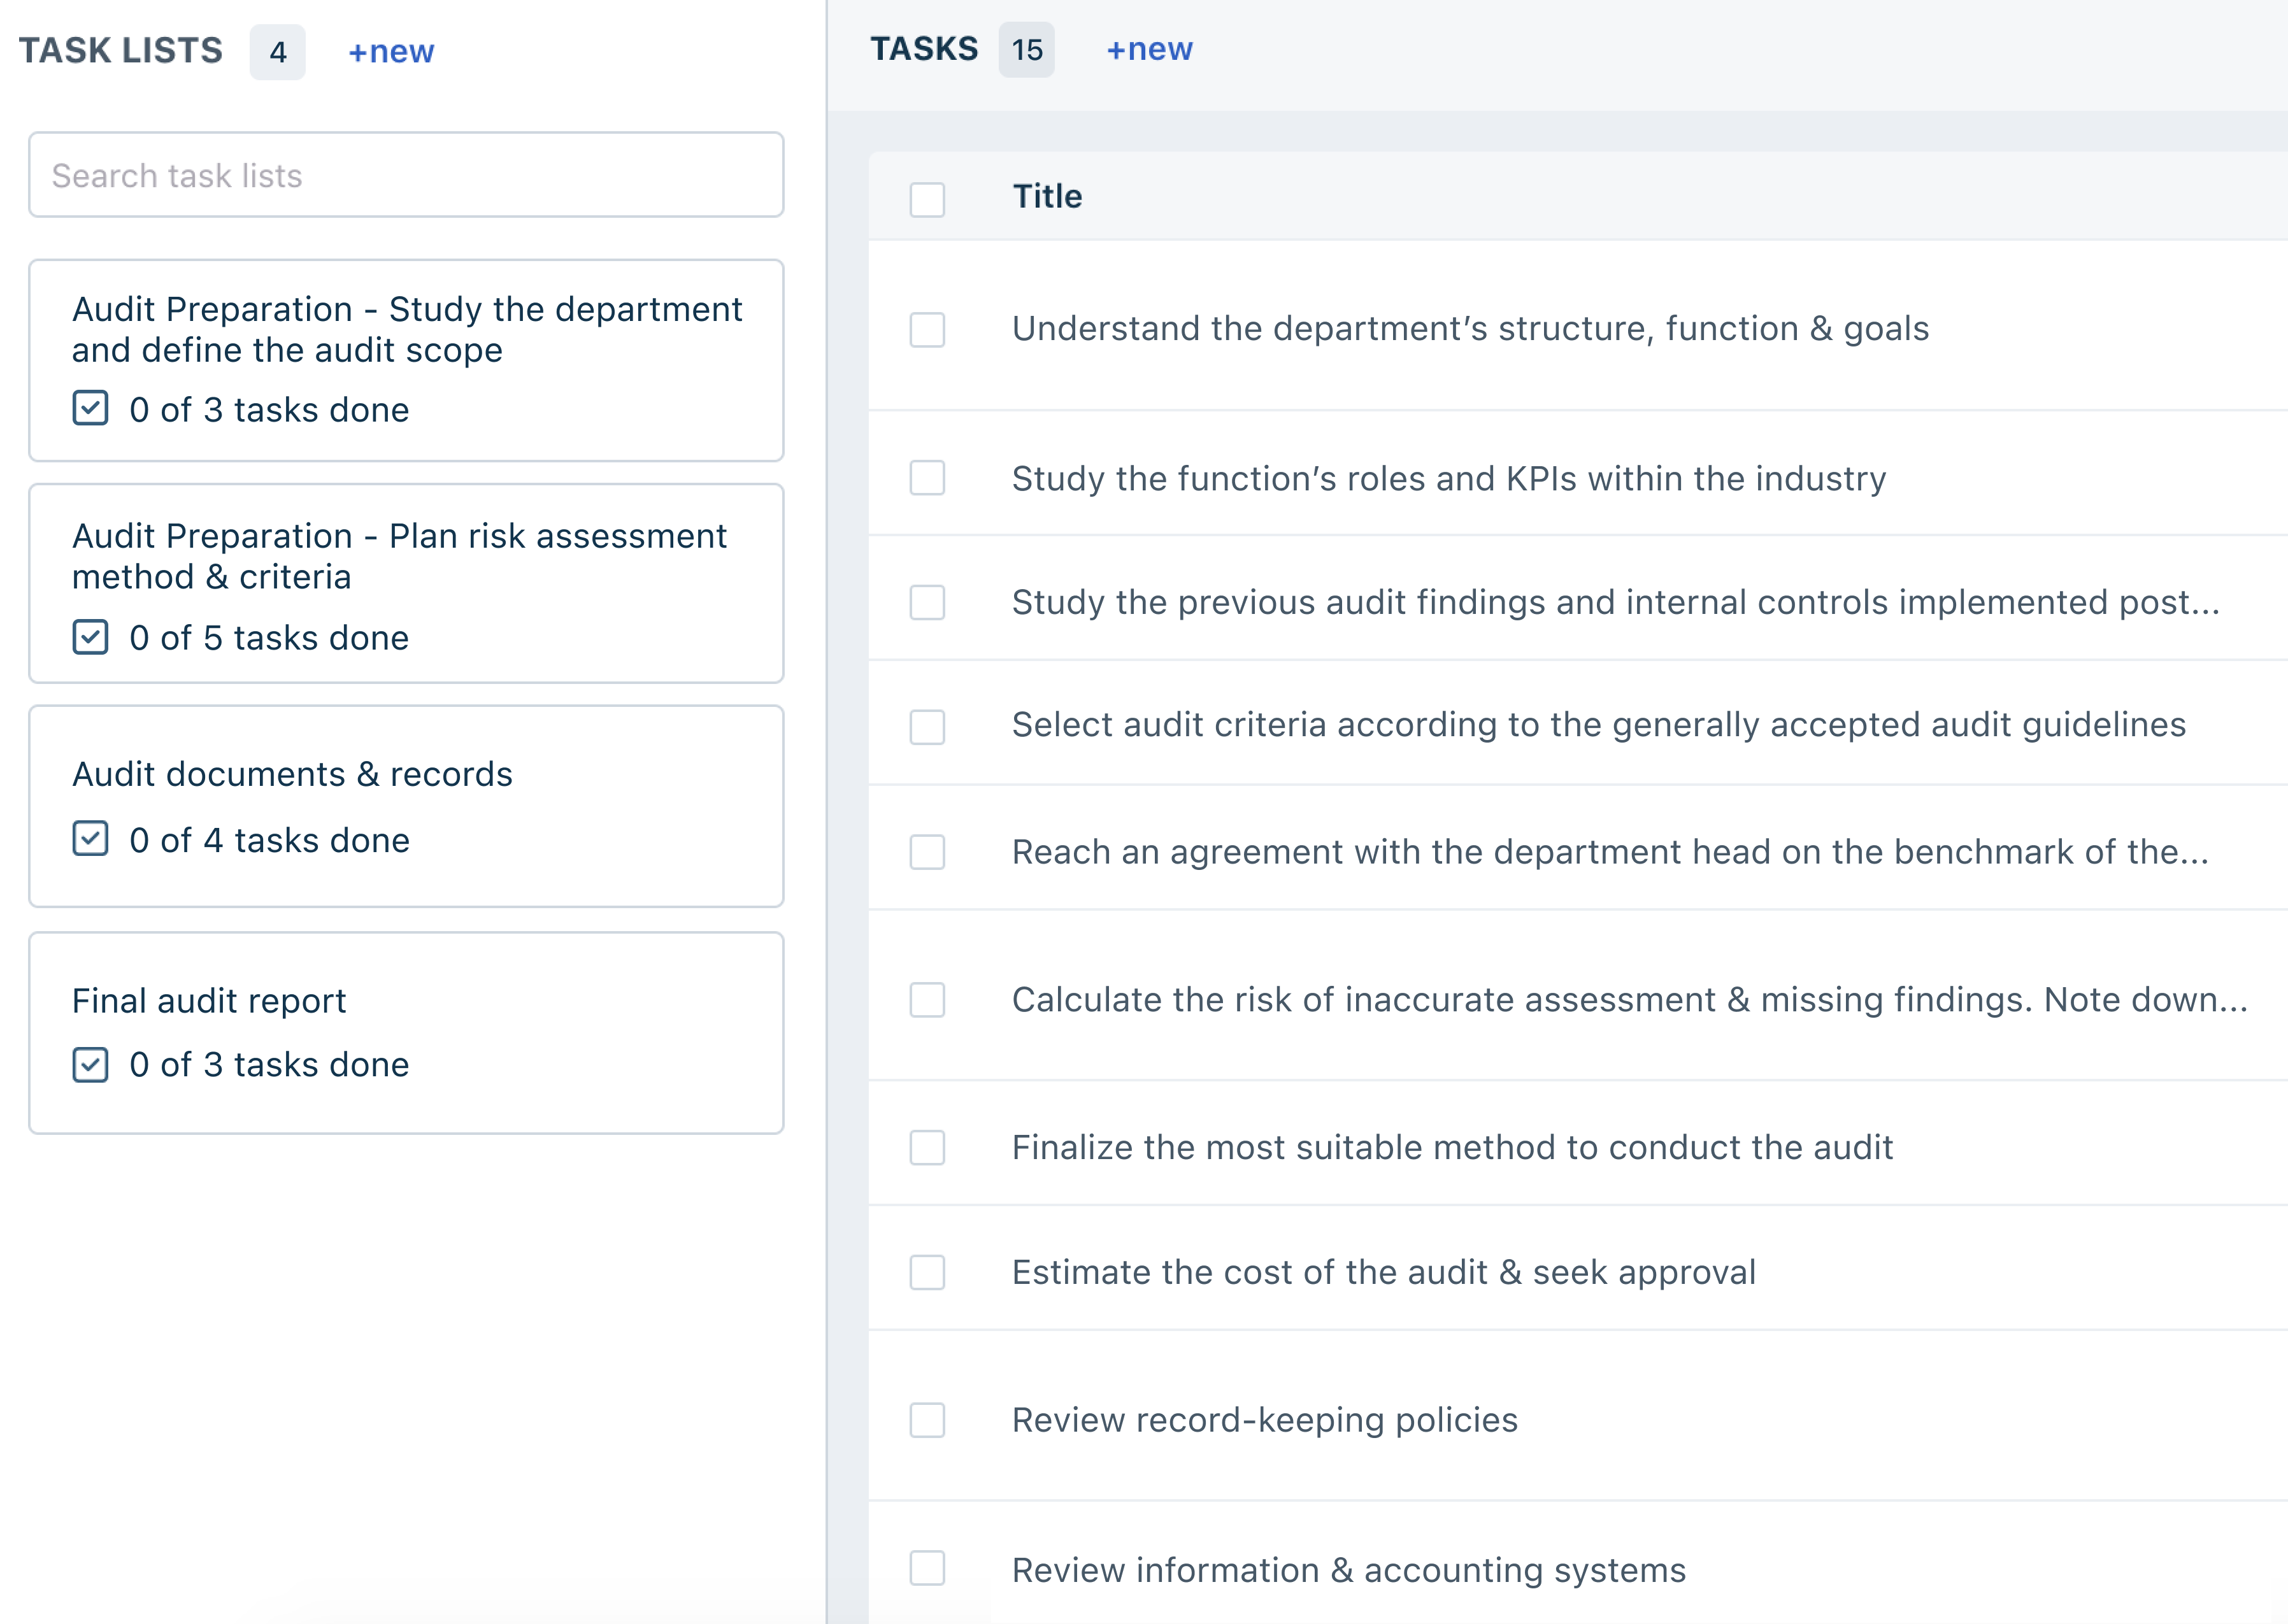 TASK LISTS 4 +new
Search task lists
Audit Preparation - Study the department
and define the audit scope
0 of 3 tasks done
Audit Preparation - Plan risk assessment
method & criteria
0 of 5 tasks done
Audit documents & records
0 of 4 tasks done
Final audit report
0 of 3 tasks done
TASKS 15 +new
Title
Understand the department’s structure, function & goals
Study the function’s roles and KPIs within the industry
Study the previous audit findings and internal controls implemented post...
Select audit criteria according to the generally accepted audit guidelines
Reach an agreement with the department head on the benchmark of the...
Calculate the risk of inaccurate assessment & missing findings. Note down...
Finalize the most suitable method to conduct the audit
Estimate the cost of the audit & seek approval
Review record-keeping policies
Review information & accounting systems